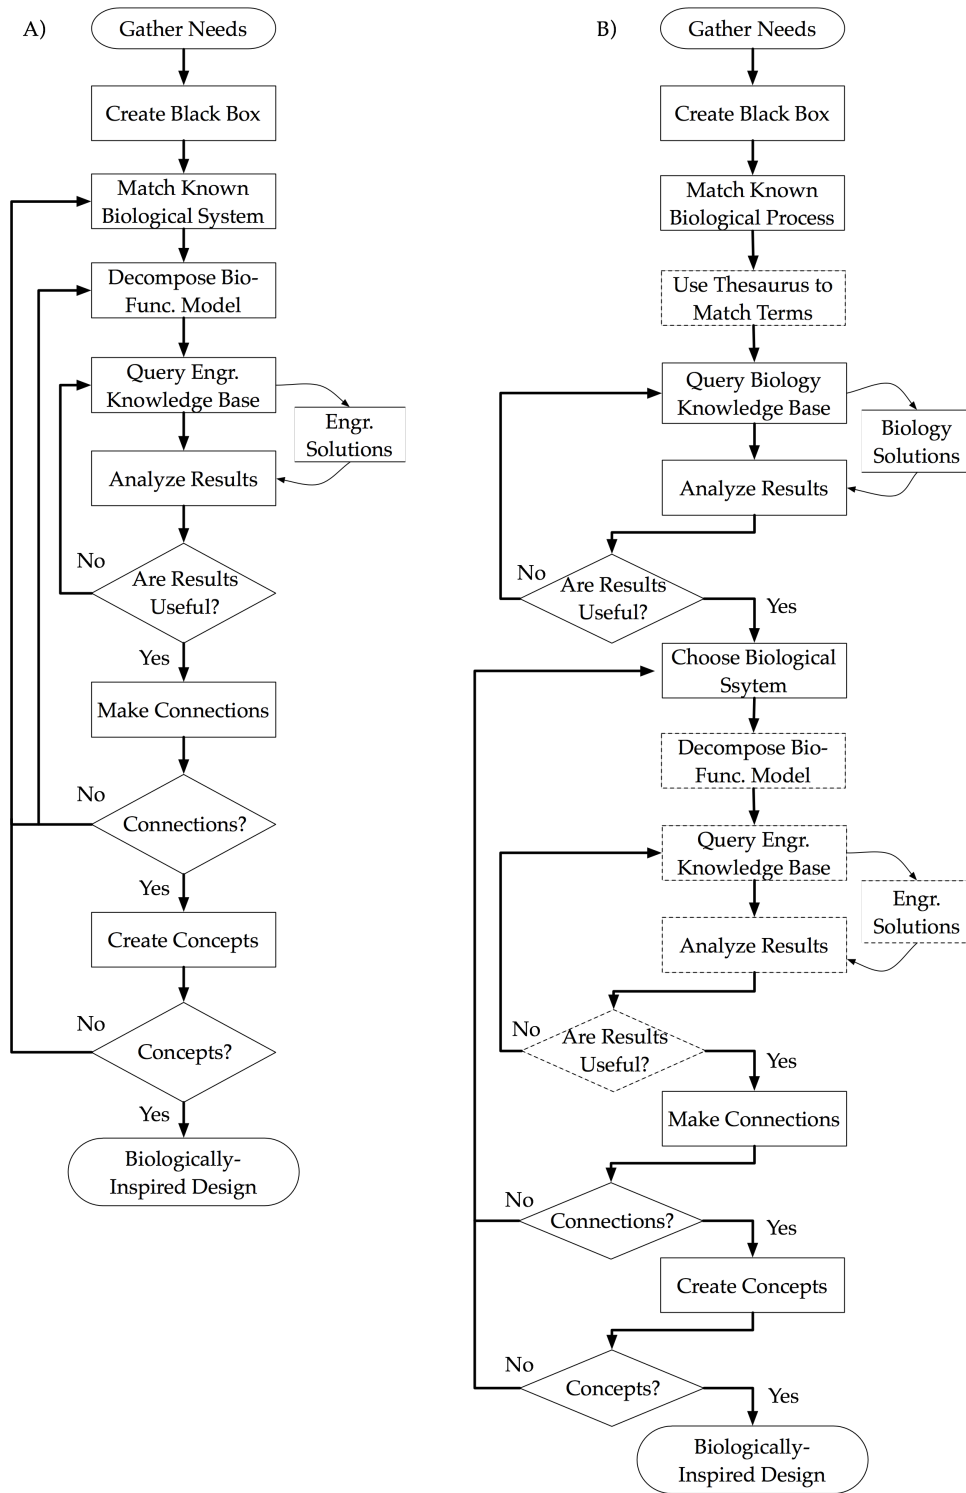 A)
Gather Needs
Create Black Box
Match Known
Biological System
Decompose Bio-
Func. Model
Query Engr.
Knowledge Base
Engr.
Solutions
Analyze Results
No
Are Results
Useful?
Yes
Make Connections
No
Connections?
Yes
Create Concepts
No
Concepts?
Yes
Biologically-
Inspired Design
B)
Gather Needs
Create Black Box
Match Known
Biological Process
Use Thesaurus to
Match Terms
Query Biology
Knowledge Base
Biology
Solutions
Analyze Results
No
Are Results
Useful?
Yes
Choose Biological
Ssytem
Decompose Bio-
Func. Model
Query Engr.
Knowledge Base
Engr.
Solutions
Analyze Results
No
Are Results
Useful?
Yes
Make Connections
No
Connections?
Yes
Create Concepts
No
Concepts?
Yes
Biologically-
Inspired Design